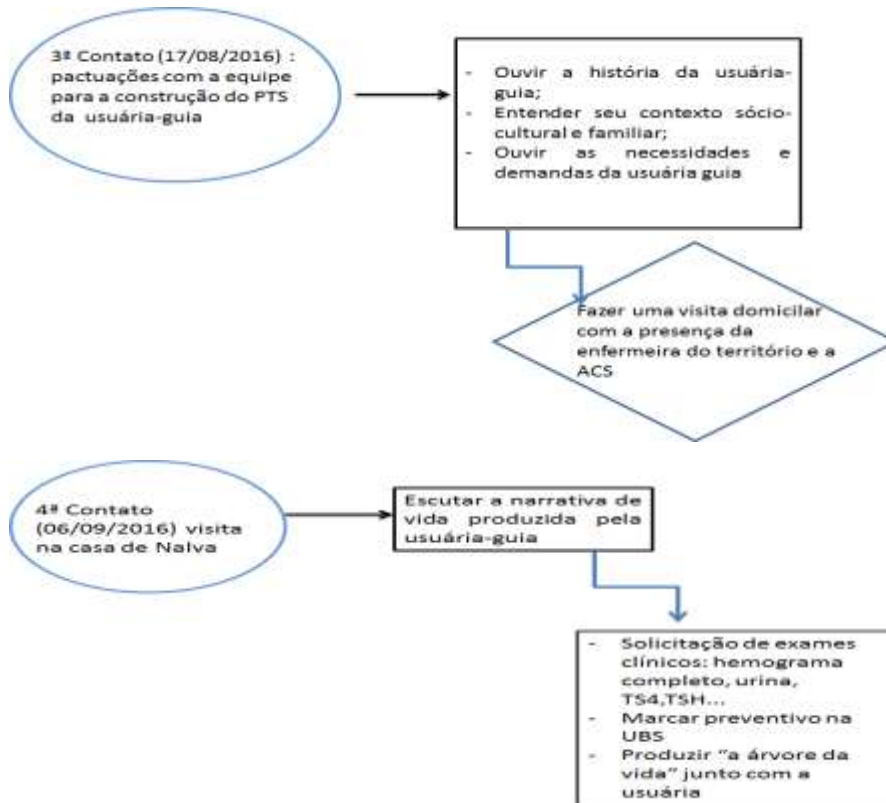 3ª Contato (17/08/2016) :
pactuações com a equipe
para a construção do PTS
da usuária-guia
- Ouvir a história da usuária-
guia;
- Entender seu contexto sócio-
cultural e familiar;
- Ouvir as necessidades e
demandas da usuária guia
Fazer uma visita domicilar
com a presença da
enfermeira do território e a
ACS
4ª Contato
(06/09/2016) visita
na casa de Nalva
Escutar a narrativa de
vida produzida pela
usuária-guia
- Solicitação de exames
clínicos: hemograma
completo, urina,
TS4,TSH...
- Marcar preventivo na
UBS
- Produzir “a árvore da
vida” junto com a
usuária